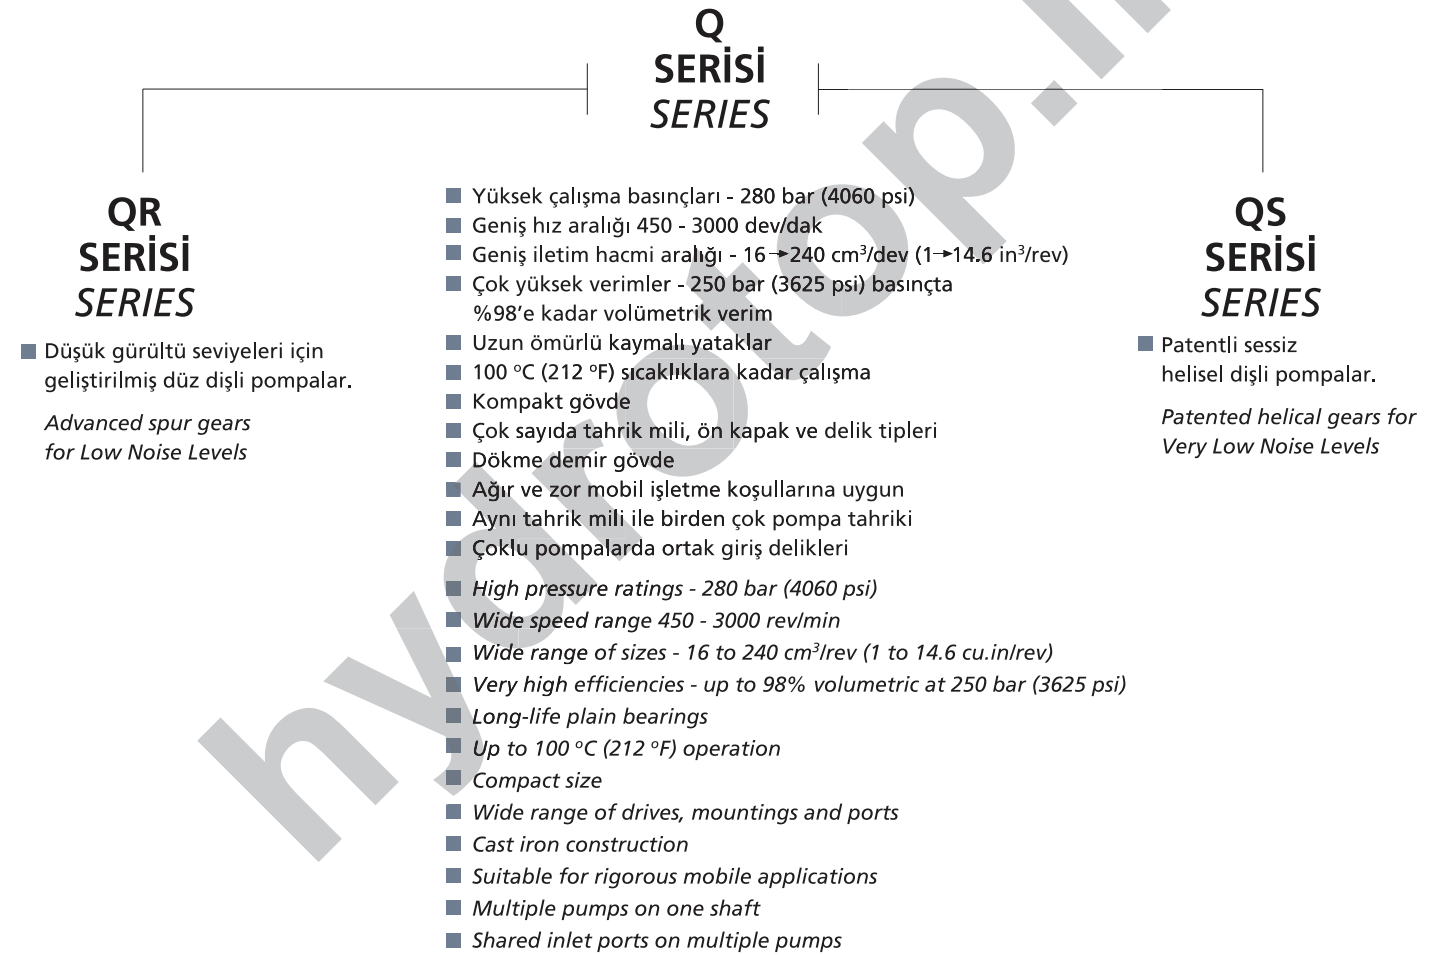 Q
SERİSİ
SERIES
QR
SERİSİ
SERIES
Düşük gürültü seviyeleri için
geliştirilmiş düz dişli pompalar.
Advanced spur gears
for Low Noise Levels
Yüksek çalışma basınçları - 280 bar (4060 psi)
Geniş hız aralığı 450 - 3000 dev/dak
Geniş iletim hacmi aralığı - 16→240 cm³/dev (1→14.6 in³/rev)
Çok yüksek verimler - 250 bar (3625 psi) basınçta
%98’e kadar volümetrik verim
Uzun ömürlü kaymalı yataklar
100 ºC (212 ºF) sıcaklıklara kadar çalışma
Kompakt gövde
Çok sayıda tahrik mili, ön kapak ve delik tipleri
Dökme demir gövde
Ağır ve zor mobil işletme koşullarına uygun
Aynı tahrik mili ile birden çok pompa tahriki
Çoklu pompalarda ortak giriş delikleri
High pressure ratings - 280 bar (4060 psi)
Wide speed range 450 - 3000 rev/min
Wide range of sizes - 16 to 240 cm³/rev (1 to 14.6 cu.in/rev)
Very high efficiencies - up to 98% volumetric at 250 bar (3625 psi)
Long-life plain bearings
Up to 100 ºC (212 ºF) operation
Compact size
Wide range of drives, mountings and ports
Cast iron construction
Suitable for rigorous mobile applications
Multiple pumps on one shaft
Shared inlet ports on multiple pumps
QS
SERİSİ
SERIES
Patentli sessiz
helisel dişli pompalar.
Patented helical gears for
Very Low Noise Levels